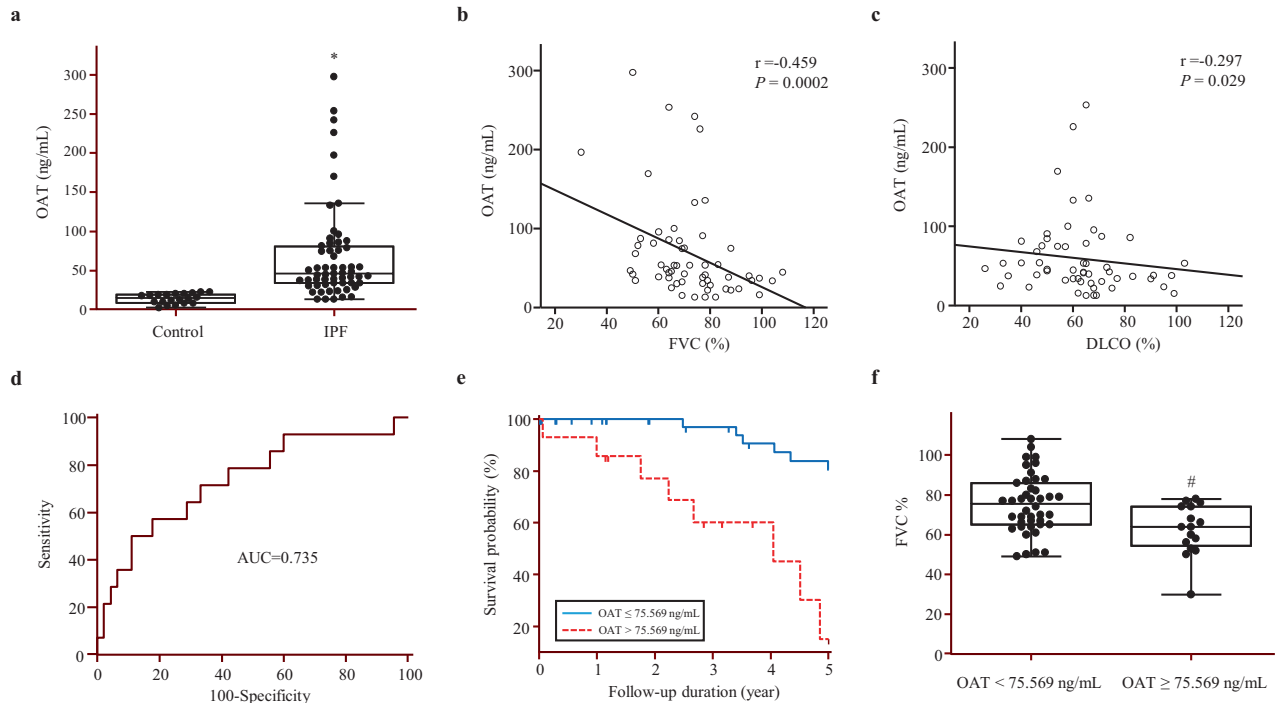 a
*
300
250
200
150
100
50
0
OAT (ng/mL)
Control
IPF
b
r =-0.459
P = 0.0002
300
200
100
0
OAT (ng/mL)
20
40
60
80
100
120
FVC (%)
c
r =-0.297
P = 0.029
300
200
100
0
OAT (ng/mL)
20
40
60
80
100
120
DLCO (%)
d
100
80
60
40
20
0
Sensitivity
AUC=0.735
0
20
40
60
80
100
100-Specificity
e
100
80
60
40
20
Survival probability (%)
OAT ≤ 75.569 ng/mL
OAT > 75.569 ng/mL
0
1
2
3
4
5
Follow-up duration (year)
f
#
100
80
60
40
20
0
FVC %
OAT < 75.569 ng/mL
OAT ≥ 75.569 ng/mL